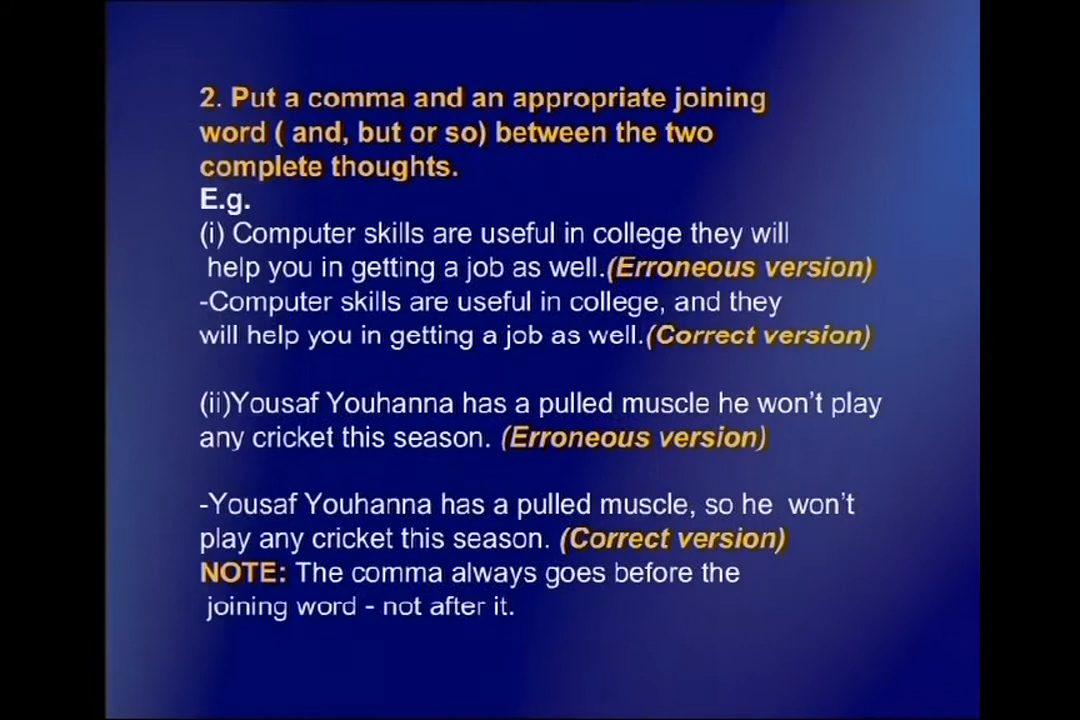 2. Put a comma and an appropriate joining
word ( and, but or so) between the two
complete thoughts.
E.g.
(i) Computer skills are useful in college they will
help you in getting a job as well.(Erroneous version)
-Computer skills are useful in college, and they
will help you in getting a job as well.(Correct version)
(ii)Yousaf Youhanna has a pulled muscle he won't play
any cricket this season. (Erroneous version)
-Yousaf Youhanna has a pulled muscle, so he won't
play any cricket this season. (Correct version)
NOTE: The comma always goes before the
joining word - not after it.